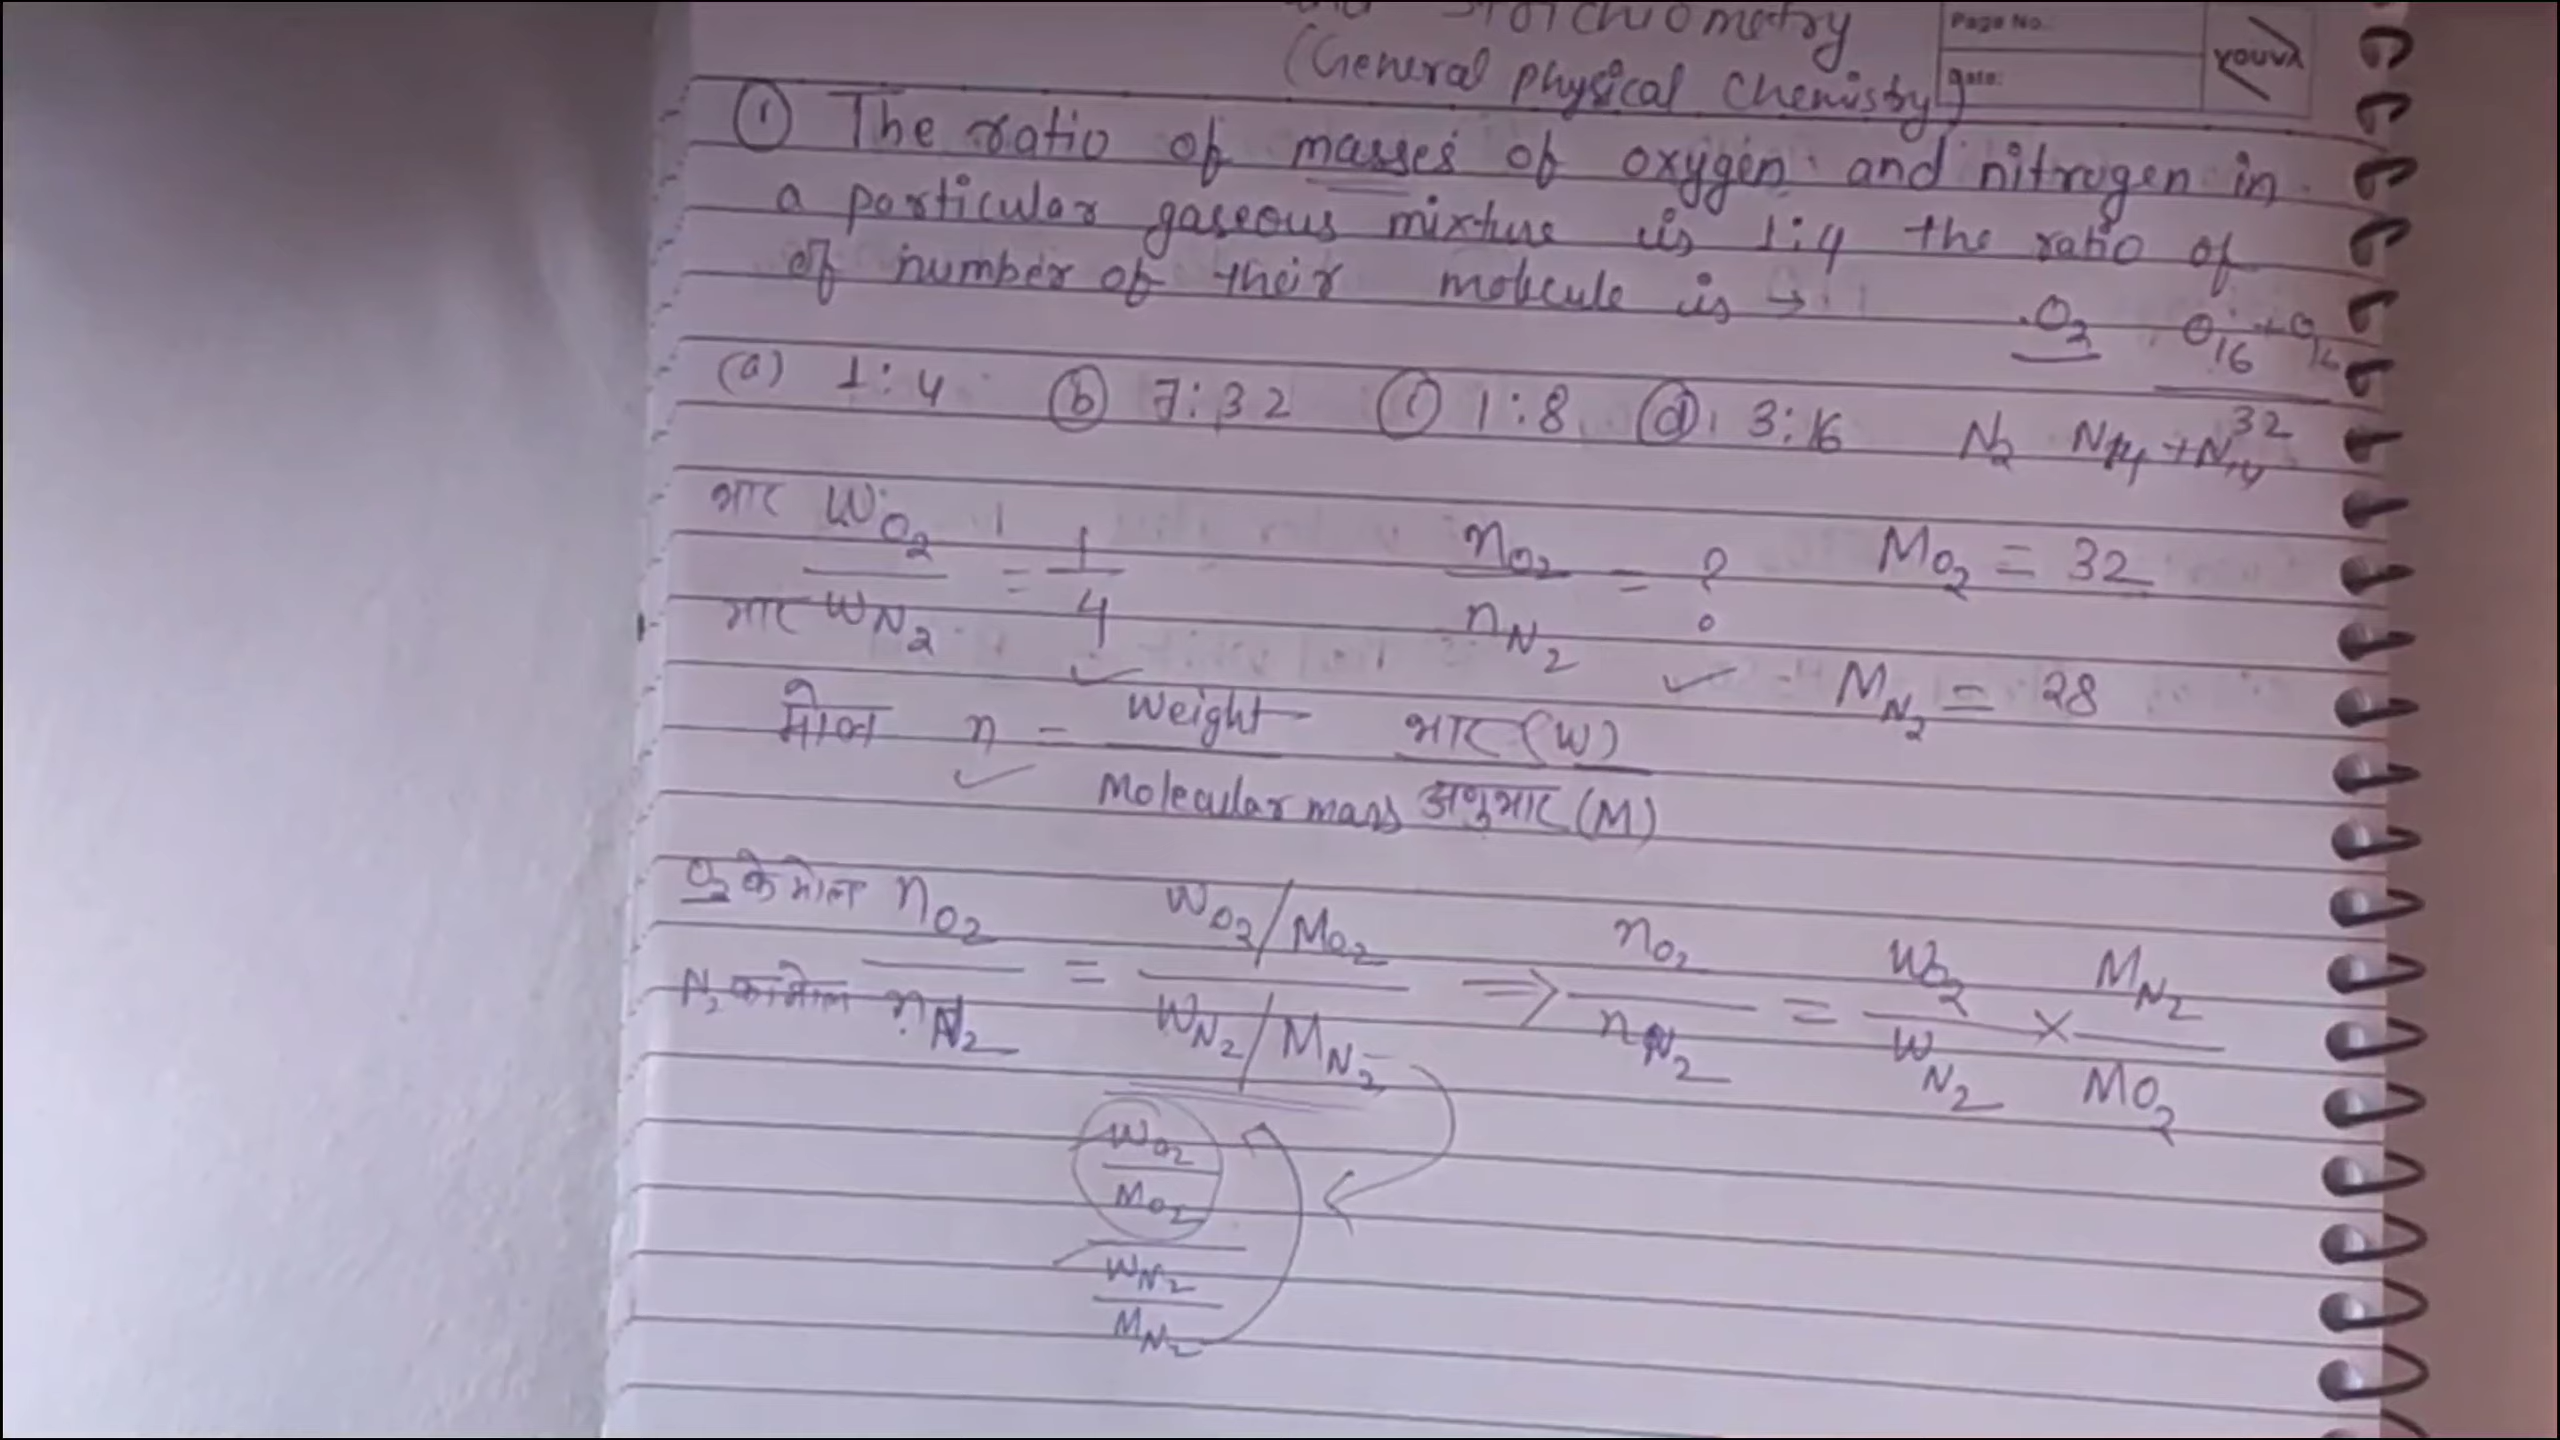 Stoichiometry
(General physical Chemistry)
Page No.
Date:
YOUVA
① The ratio of masses of oxygen and nitrogen in
a particular gaseous mixture is 1:4 the ratio of
of number of their molecule is →
O2 O16 + O16
32
(a) 1:4 (b) 7:32 (c) 1:8 (d) 3:16
N2 N14 + N14
भार WO2 / भार WN2 = 1/4
nO2 / nN2 = ?
MO2 = 32
MN2 = 28
मोल n = Weight / Molecular mass भार (W) / अणुभार (M)
O2 के मोल nO2 / N2 का मोल nN2 = WO2/MO2 / WN2/MN2 ⇒ nO2 / nN2 = WO2 / WN2 × MN2 / MO2
WO2
MO2
WN2
MN2